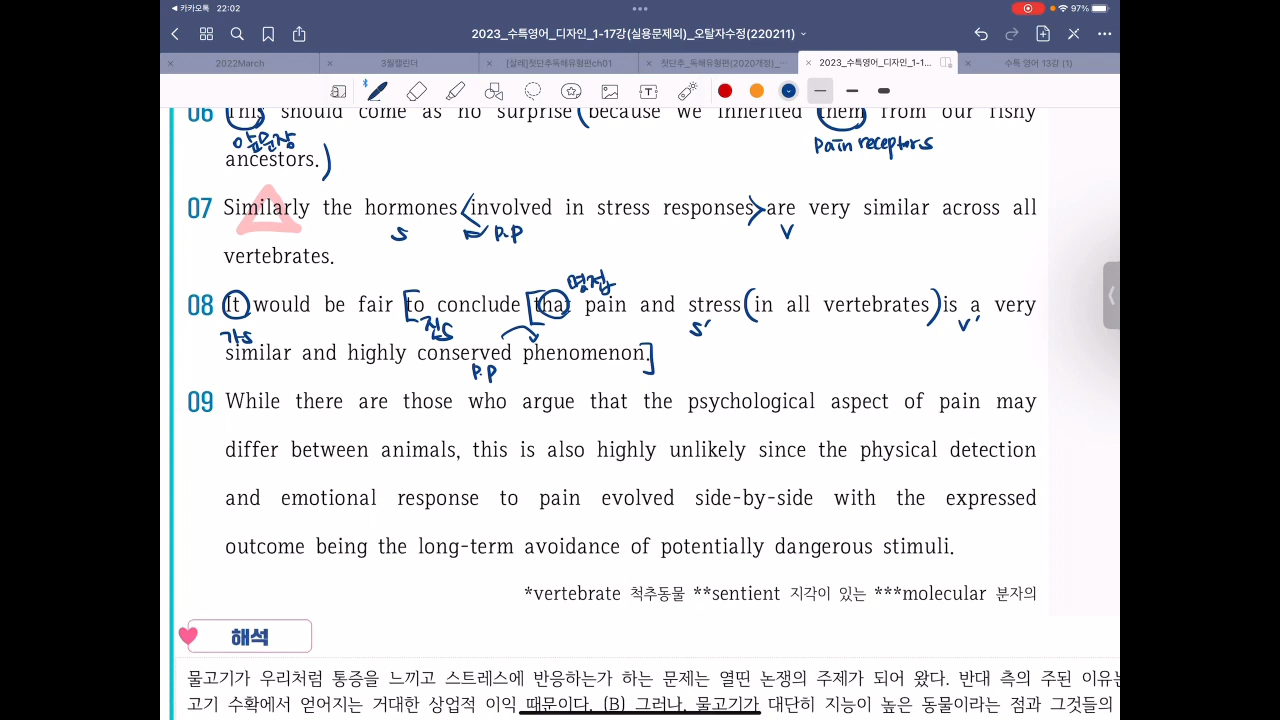 ◀ 카카오톡 22:02
97%
2023_수특영어_디자인_1-17강(실용문제외)_오탈자수정(220211)
2022March
3월캘린더
[살레]첫단추독해유형편ch01
첫단추_독해유형편(2020개정)_...
2023_수특영어_디자인_1-1...
수특 영어 13강 (1)
06 This should come as no surprise (because we inherited them from our fishy
앞문장
pain receptors
ancestors.)
07 Similarly the hormones <involved in stress responses> are very similar across all
S
p.p
V
vertebrates.
명접
08 It would be fair [to conclude [that pain and stress (in all vertebrates) is a very
가S
진S
S'
V'
similar and highly conserved phenomenon.]
p.p
09 While there are those who argue that the psychological aspect of pain may
differ between animals, this is also highly unlikely since the physical detection
and emotional response to pain evolved side-by-side with the expressed
outcome being the long-term avoidance of potentially dangerous stimuli.
*vertebrate 척추동물 **sentient 지각이 있는 ***molecular 분자의
해석
물고기가 우리처럼 통증을 느끼고 스트레스에 반응하는가 하는 문제는 열띤 논쟁의 주제가 되어 왔다. 반대 측의 주된 이유는
고기 수확에서 얻어지는 거대한 상업적 이익 때문이다. (B) 그러나, 물고기가 대단히 지능이 높은 동물이라는 점과 그것들의